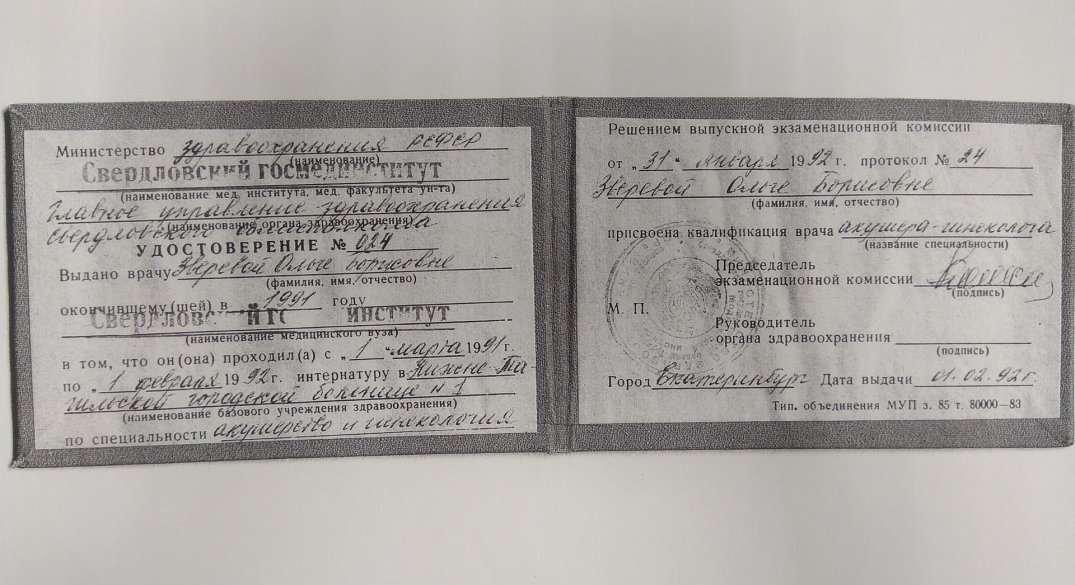 Министерство здравоохранения РСФСР
(наименование)
Свердловский ГОСМЕДИНСТИТУТ
(наименование мед. института, мед. факультета ун-та)
Главное управление здравоохранения
(наименование органа здравоохранения)
Свердловского
УДОСТОВЕРЕНИЕ № 024
Выдано врачу Зверевой Ольге Борисовне
(фамилия, имя, отчество)
окончившему(шей) в 1991 году
Свердловс й ГС ИНСТИТУТ
(наименование медицинского вуза)
в том, что он(она) проходил(а) с „1" марта 1991 г.
по „1" февраля 1992 г. интернатуру в Нижне-Та-
гильской городской больнице № 1
(наименование базового учреждения здравоохранения)
по специальности акушерство и гинекология
Решением выпускной экзаменационной комиссии
от „31" января 1992 г. протокол № 24
Зверевой Ольге Борисовне
(фамилия, имя, отчество)
присвоена квалификация врача акушера-гинеколога
(название специальности)
Председатель
экзаменационной комиссии
(подпись)
М. П.
Руководитель
органа здравоохранения
(подпись)
Город Екатеринбург Дата выдачи 01.02.92г.
Тип. объединения МУП з. 85 т. 80000—83